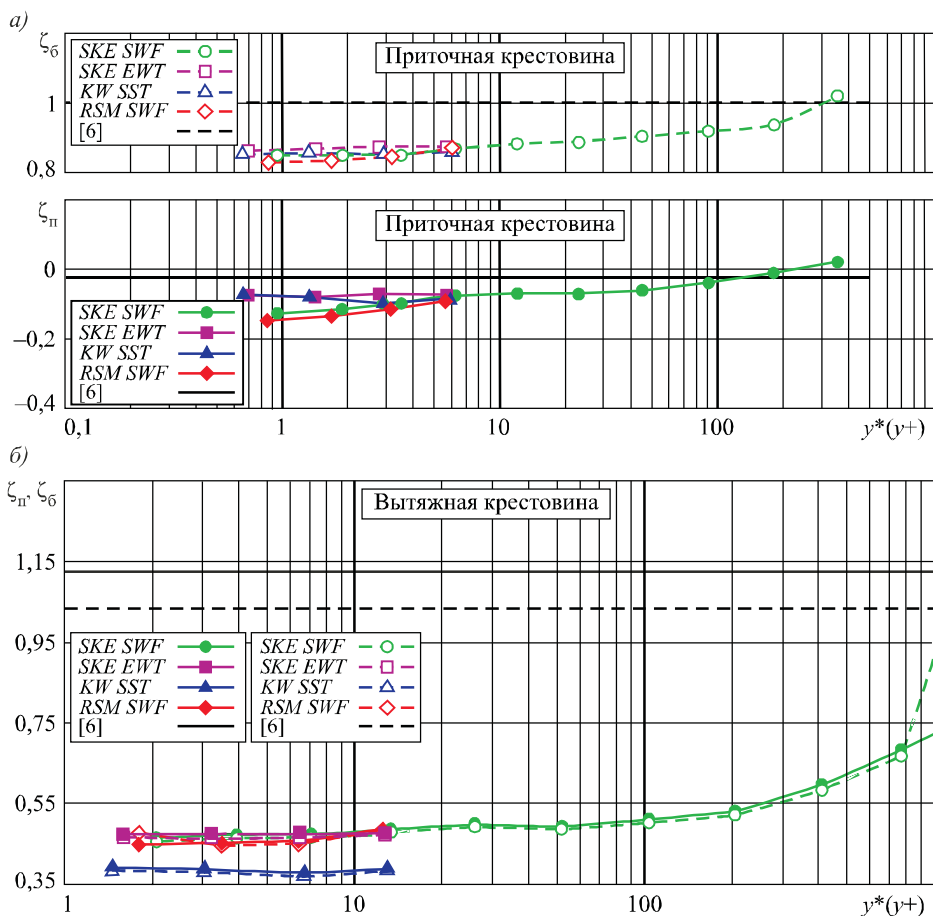 а)
ζб
Приточная крестовина
SKE SWF
SKE EWT
KW SST
RSM SWF
[6]
1
0,8
ζп
Приточная крестовина
0
SKE SWF
SKE EWT
KW SST
RSM SWF
[6]
–0,2
–0,4
0,1 1 10 100 y*(y+)
б)
ζп, ζб
Вытяжная крестовина
1,15
0,95
SKE SWF SKE SWF
SKE EWT SKE EWT
KW SST KW SST
RSM SWF RSM SWF
[6] [6]
0,75
0,55
0,35
1 10 100 y*(y+)